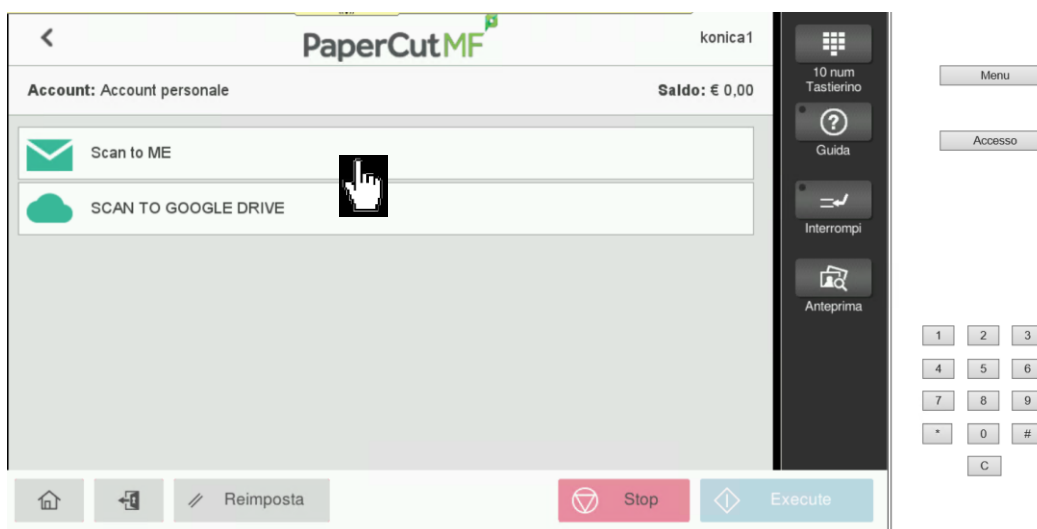 PaperCutMF
konica1
Account: Account personale
Saldo: € 0,00
Scan to ME
SCAN TO GOOGLE DRIVE
Reimposta
Stop
Execute
10 num
Tastierino
Guida
Interrompi
Anteprima
Menu
Accesso
1 2 3
4 5 6
7 8 9
* 0 #
C